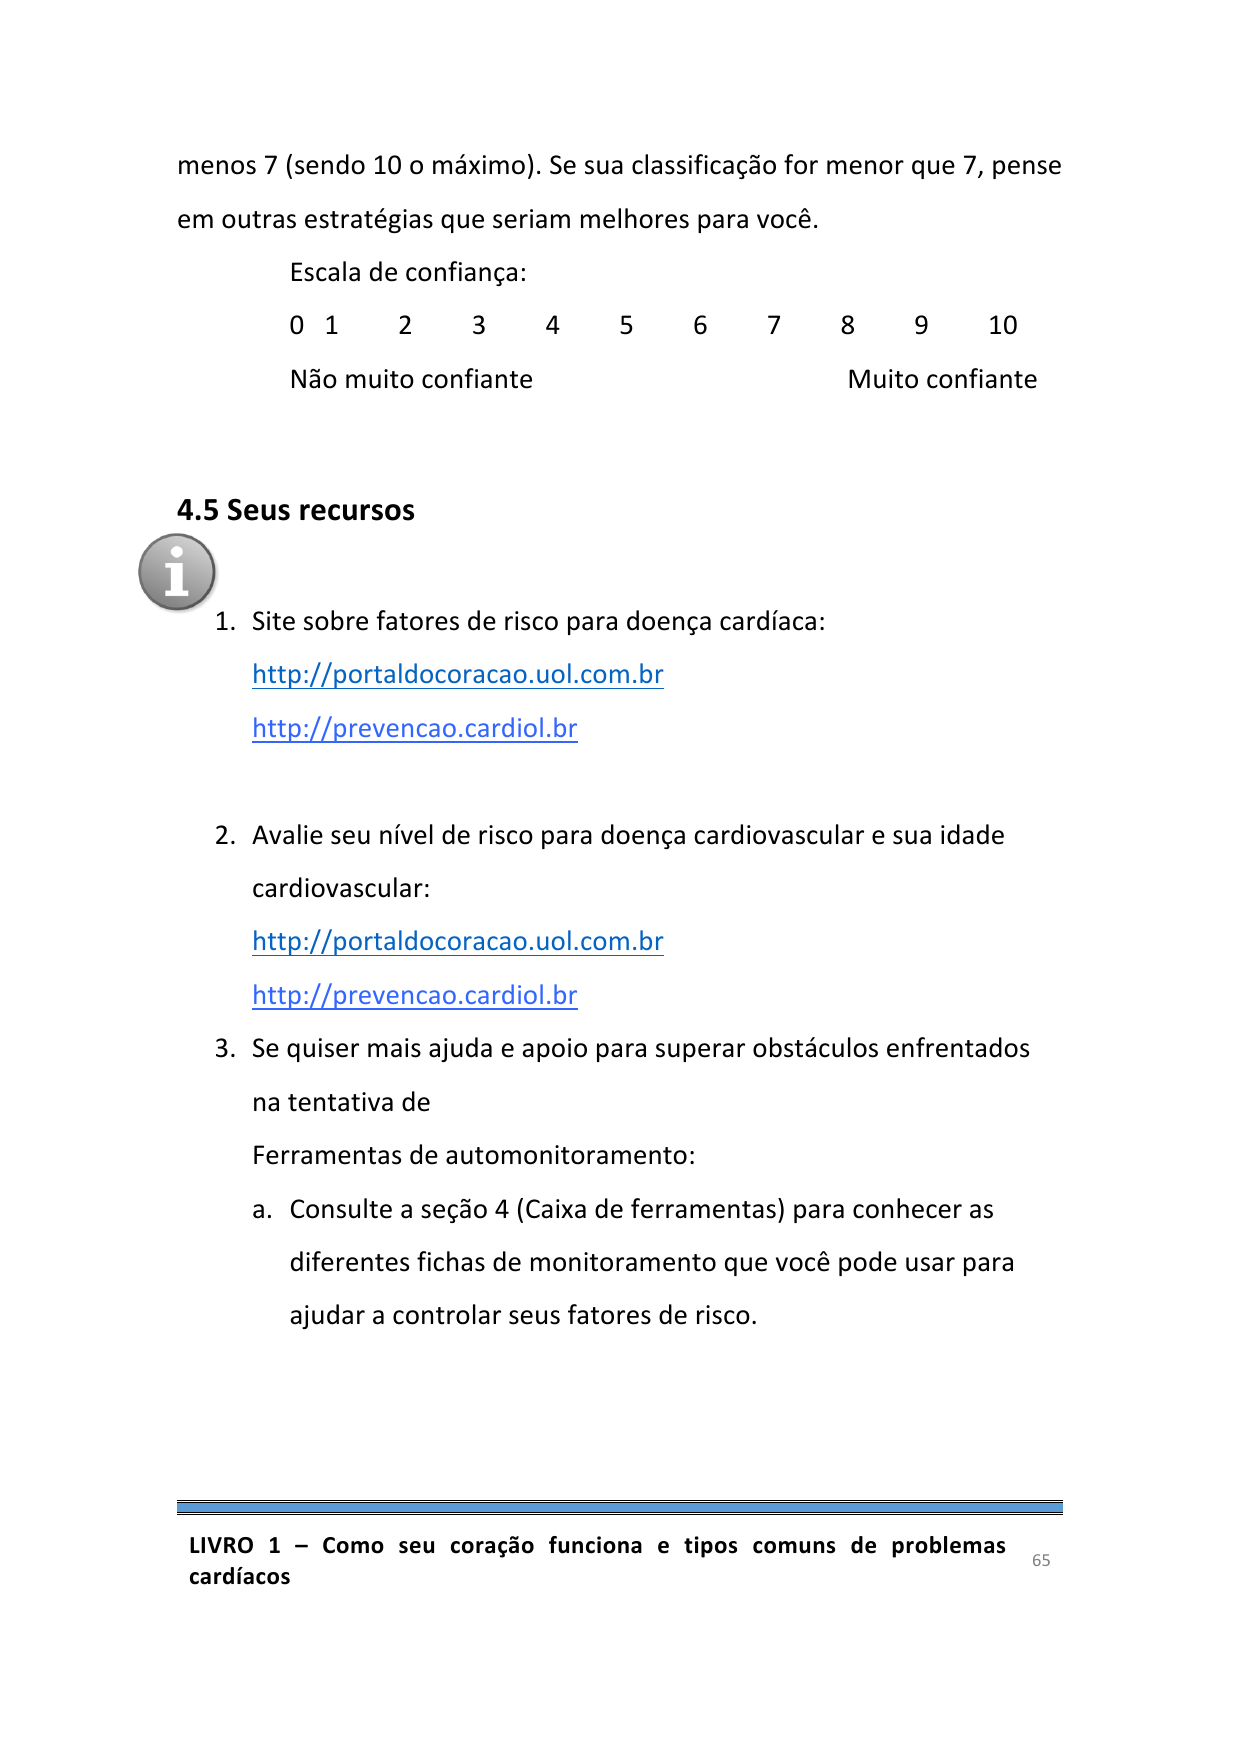 menos 7 (sendo 10 o máximo). Se sua classificação for menor que 7, pense
em outras estratégias que seriam melhores para você.
Escala de confiança:
0 1 2 3 4 5 6 7 8 9 10
Não muito confiante Muito confiante
4.5 Seus recursos
i
1. Site sobre fatores de risco para doença cardíaca:
http://portaldocoracao.uol.com.br
http://prevencao.cardiol.br
2. Avalie seu nível de risco para doença cardiovascular e sua idade
cardiovascular:
http://portaldocoracao.uol.com.br
http://prevencao.cardiol.br
3. Se quiser mais ajuda e apoio para superar obstáculos enfrentados
na tentativa de
Ferramentas de automonitoramento:
a. Consulte a seção 4 (Caixa de ferramentas) para conhecer as
diferentes fichas de monitoramento que você pode usar para
ajudar a controlar seus fatores de risco.
LIVRO 1 – Como seu coração funciona e tipos comuns de problemas
cardíacos
65